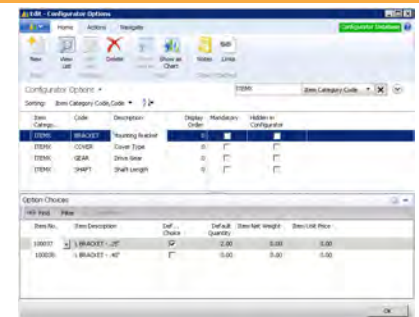 Edit - Configurator Options
Home Actions Navigate
Configurator Database
New View List Delete Show as Chart Notes Links
Configurator Options
ITEMX Item Category Code
Sorting: Item Category Code,Code
Item Catego... Code Description Display Order Mandatory Hidden in Configurator
ITEMX BRACKET Mounting Bracket 0
ITEMX COVER Cover Type 0
ITEMX GEAR Drive Gear 0
ITEMX SHAFT Shaft Length 0
Option Choices
Find Filter
Item No. Item Description Def... Choice Default Quantity Item Net Weight Item Unit Price
100037 L BRACKET - .25" 2.00 0.00 0.00
L BRACKET - .40" 0.00 0.00 0.00
OK